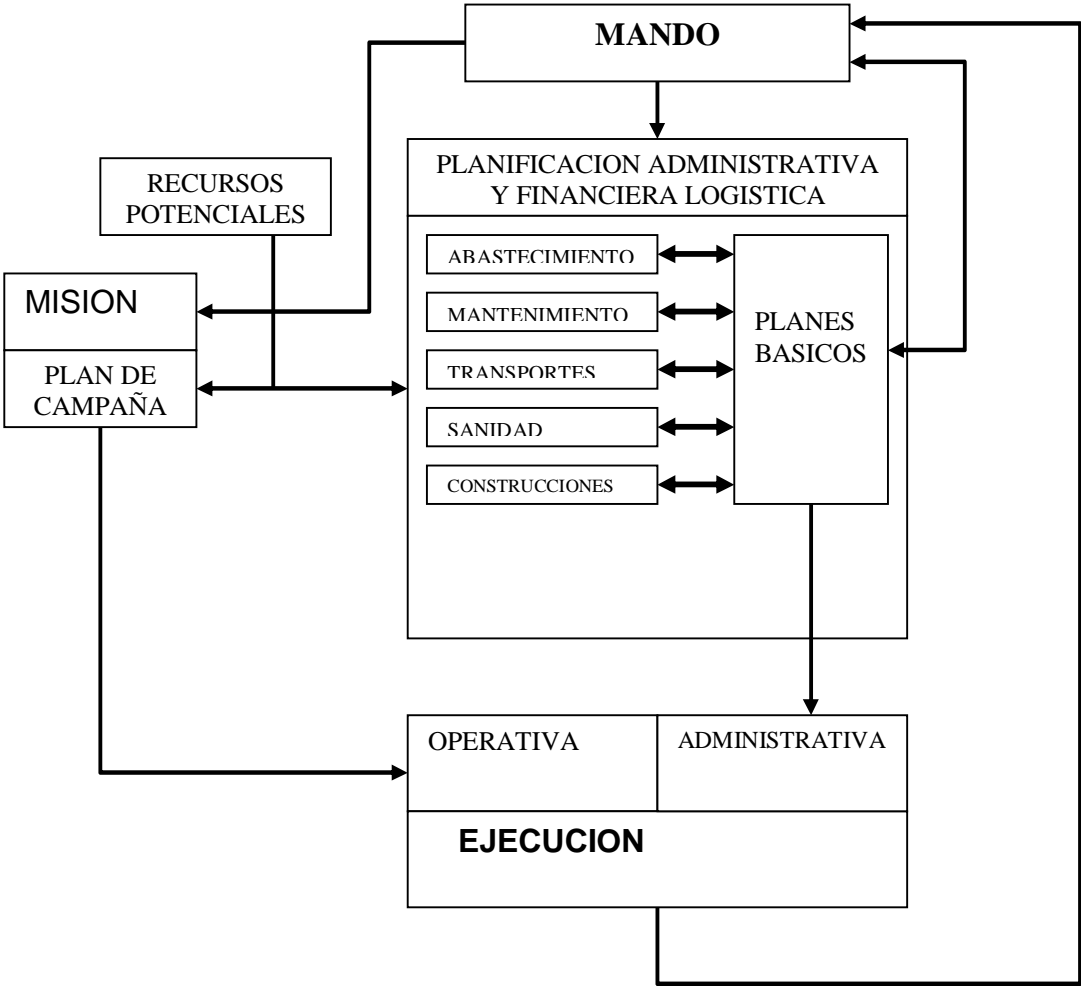 MANDO
PLANIFICACION ADMINISTRATIVA
Y FINANCIERA LOGISTICA
RECURSOS
POTENCIALES
ABASTECIMIENTO
MISION
MANTENIMIENTO
PLANES
BASICOS
PLAN DE
CAMPAÑA
TRANSPORTES
SANIDAD
CONSTRUCCIONES
OPERATIVA
ADMINISTRATIVA
EJECUCION